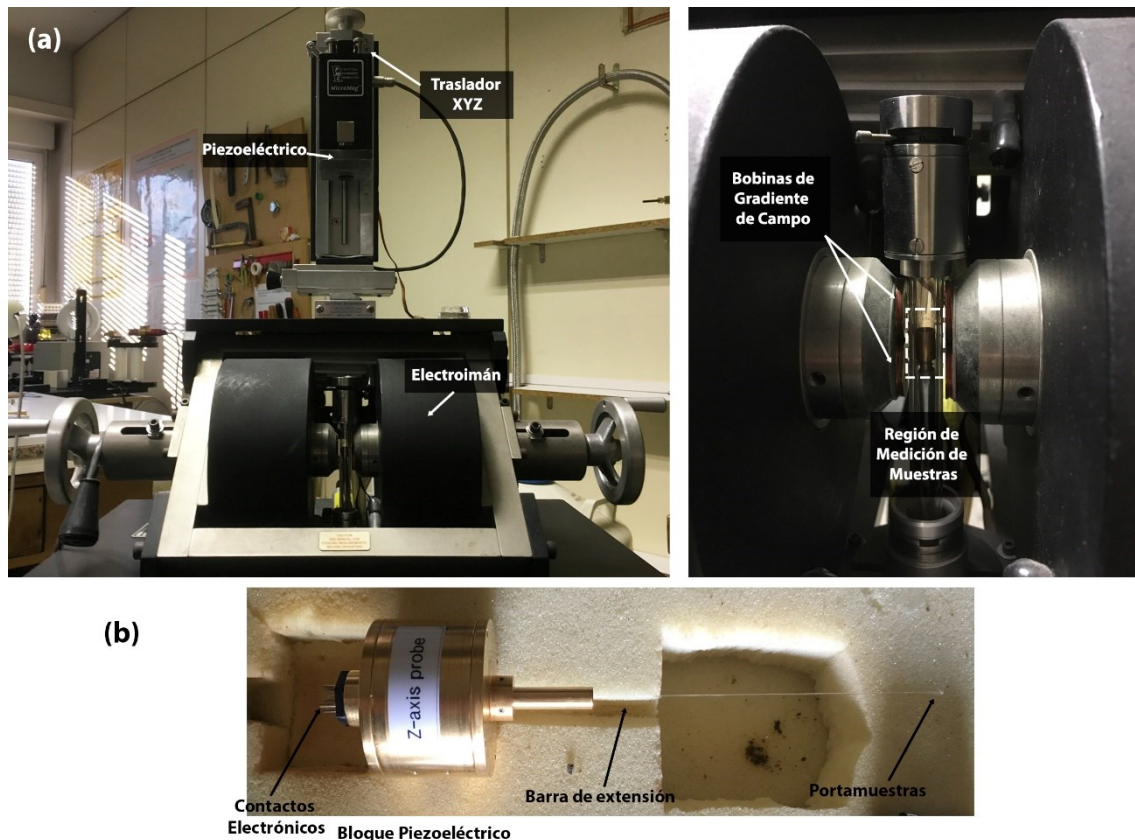 (a)
Traslador
XYZ
MicroMag
Piezoeléctrico
Electroimán
Bobinas de
Gradiente
de Campo
Región de
Medición de
Muestras
(b)
Z-axis probe
Contactos
Electrónicos
Bloque Piezoeléctrico
Barra de extensión
Portamuestras